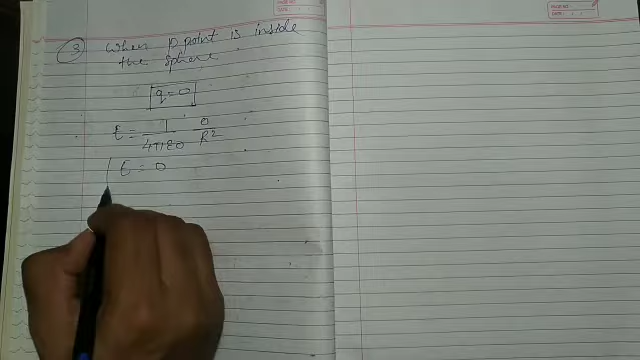 3 When p point is inside
the sphere
q = 0
E = 1/4πε0 0/R²
E = 0